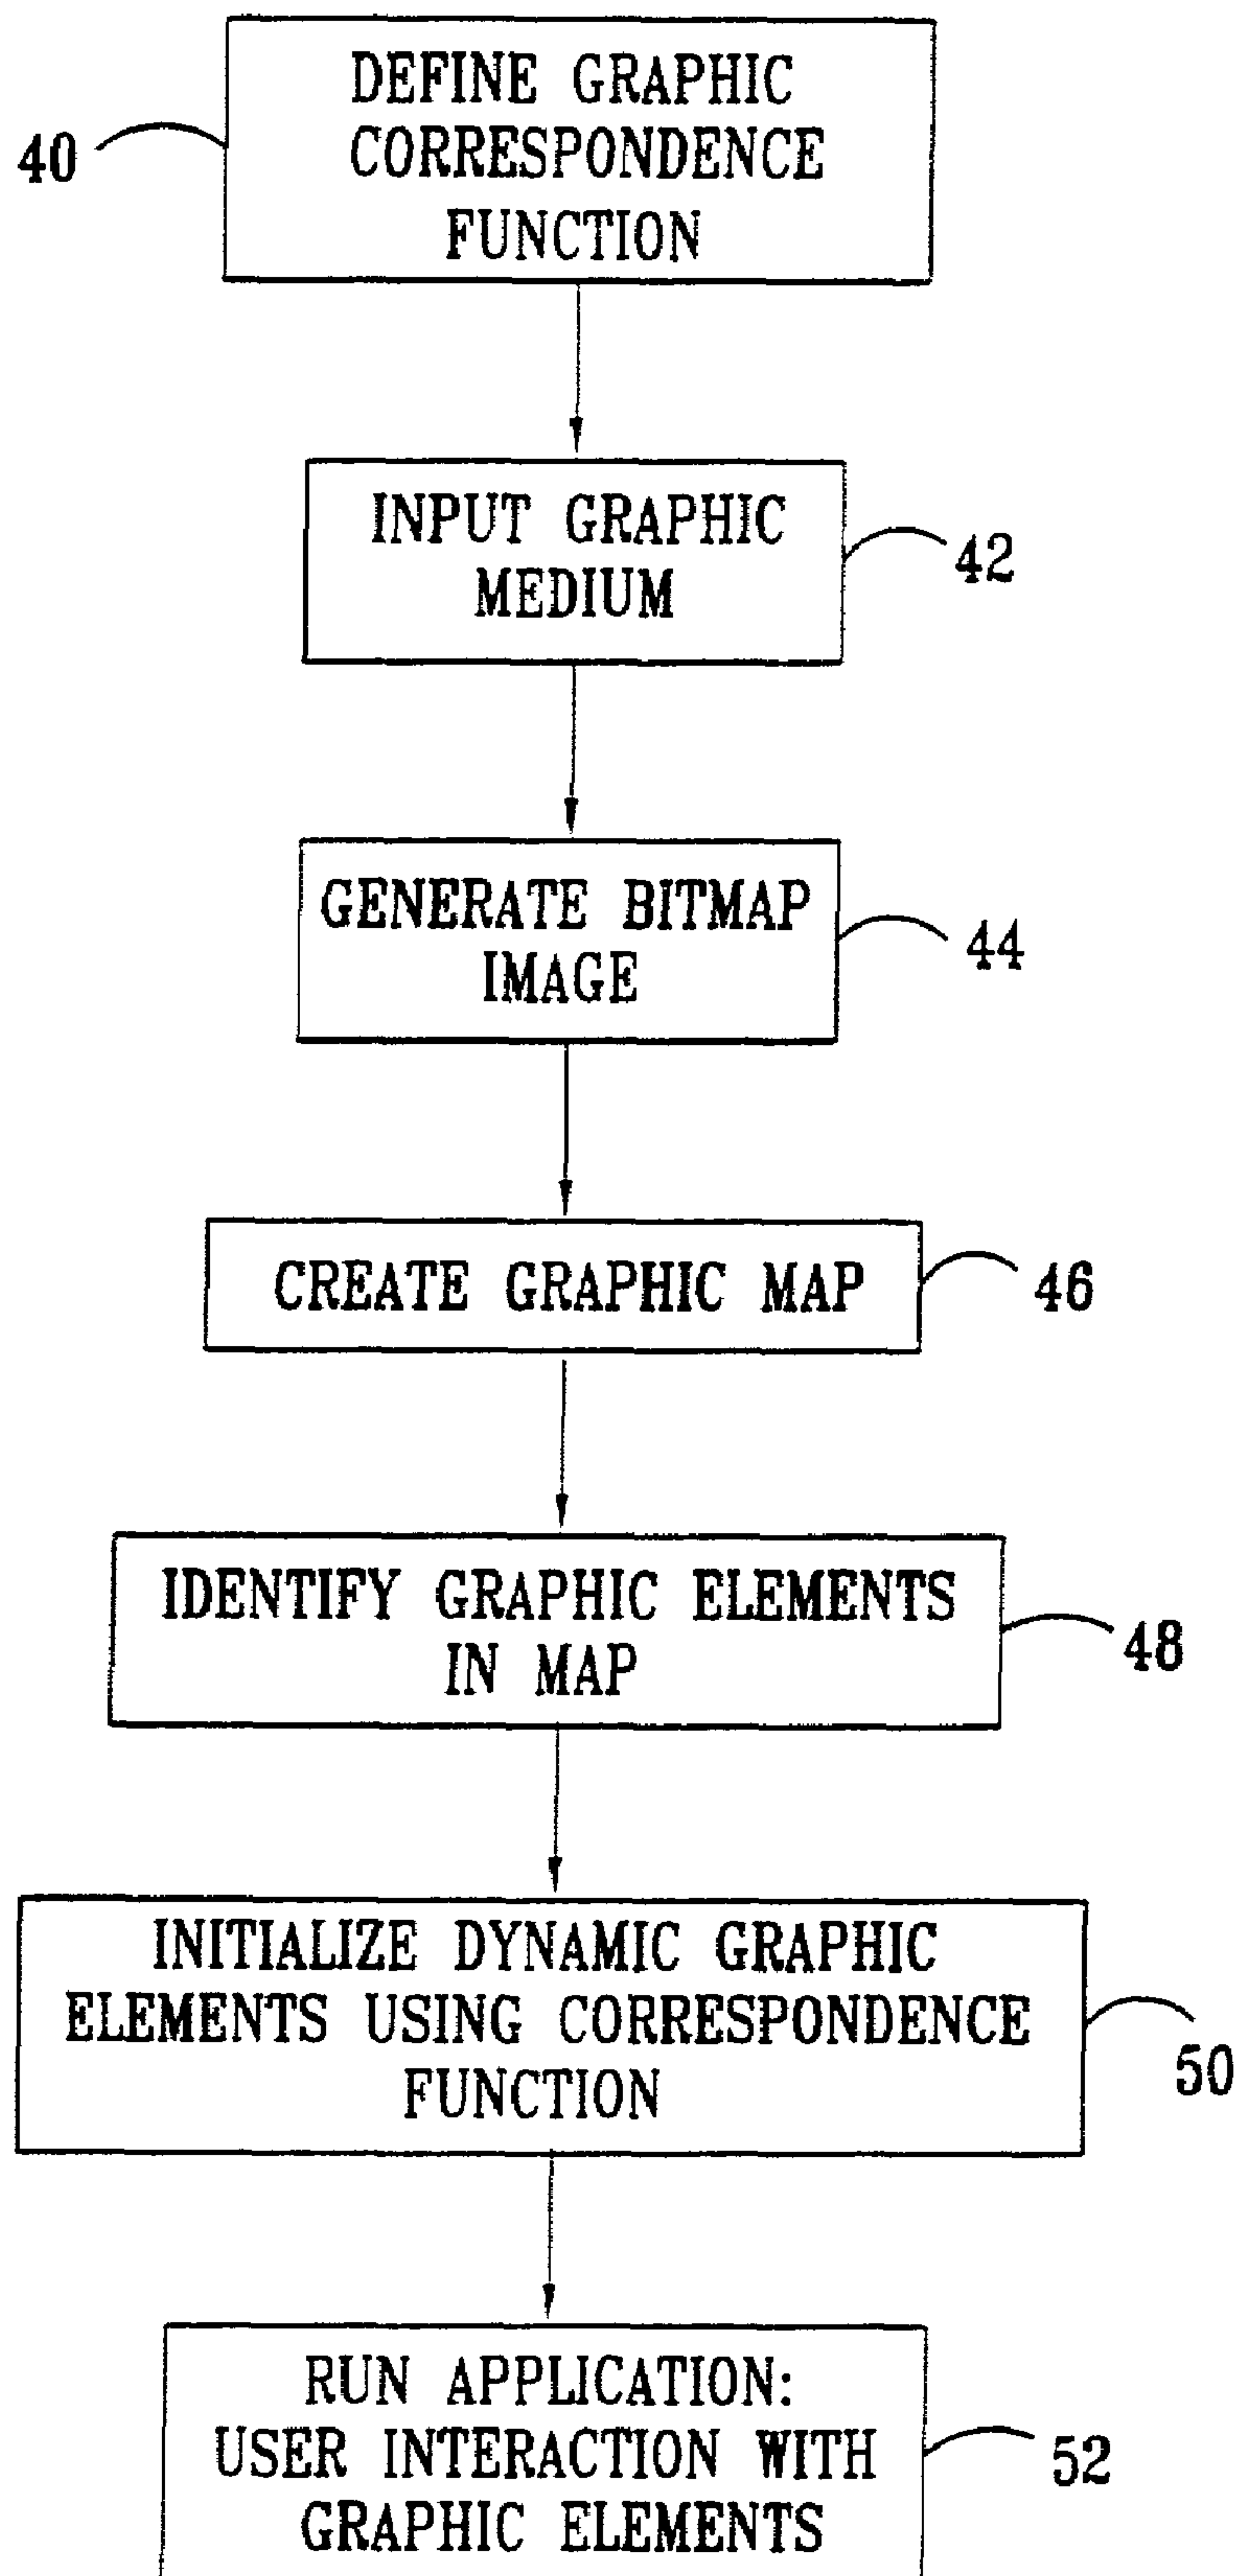 DEFINE GRAPHIC
CORRESPONDENCE
FUNCTION
40
INPUT GRAPHIC
MEDIUM
42
GENERATE BITMAP
IMAGE
44
CREATE GRAPHIC MAP
46
IDENTIFY GRAPHIC ELEMENTS
IN MAP
48
INITIALIZE DYNAMIC GRAPHIC
ELEMENTS USING CORRESPONDENCE
FUNCTION
50
RUN APPLICATION:
USER INTERACTION WITH
GRAPHIC ELEMENTS
52